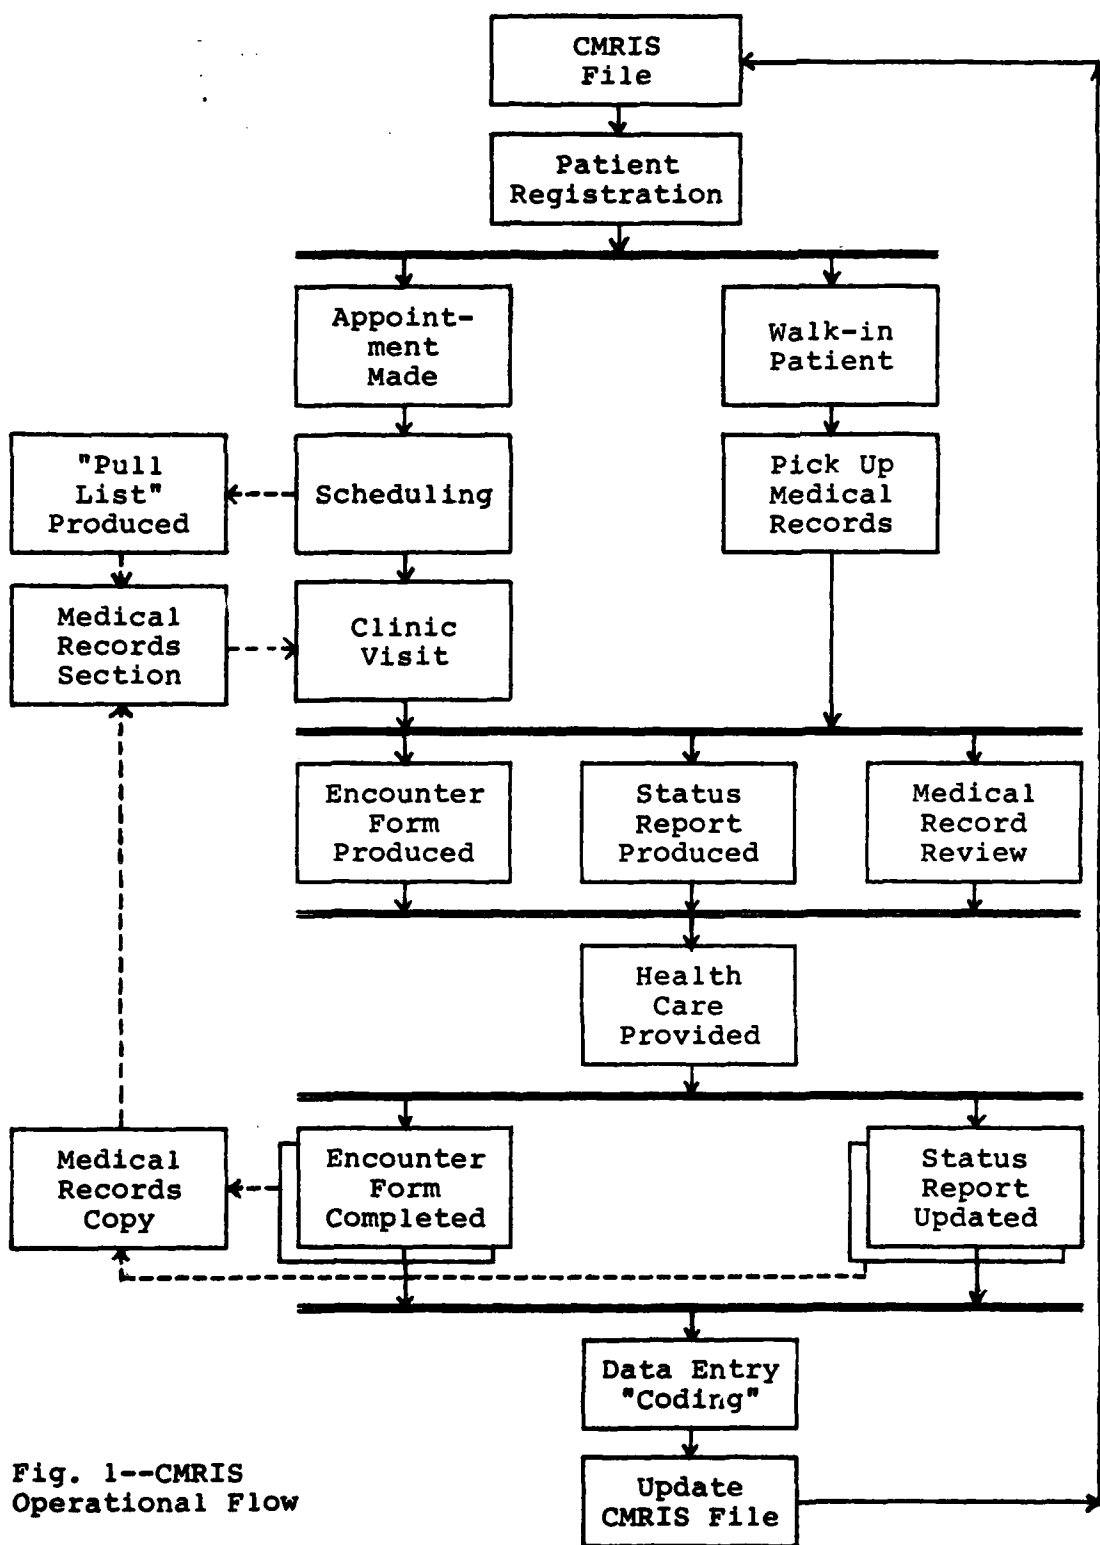 CMRIS
File
Patient
Registration
Appoint-
ment
Made
Walk-in
Patient
"Pull
List"
Produced
Scheduling
Pick Up
Medical
Records
Medical
Records
Section
Clinic
Visit
Encounter
Form
Produced
Status
Report
Produced
Medical
Record
Review
Health
Care
Provided
Medical
Records
Copy
Encounter
Form
Completed
Status
Report
Updated
Data Entry
"Coding"
Update
CMRIS File
Fig. 1--CMRIS
Operational Flow